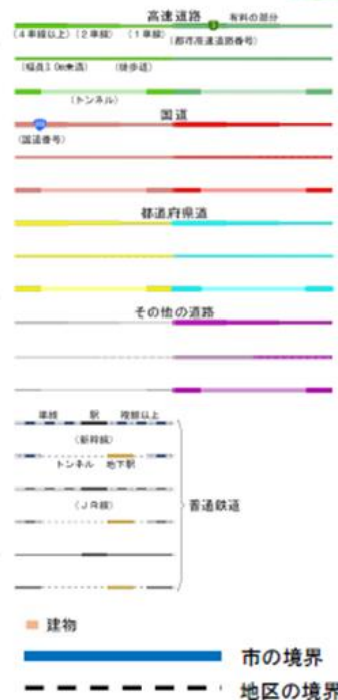 高速道路
有料の部分
(4車線以上)(2車線) (1車線)
(都市高速道路番号)
(幅員3.0m未満) (徒歩道)
(トンネル)
国道
(国道番号)
都道府県道
その他の道路
単線 駅 複線以上
(新幹線)
トンネル 地下駅
(JR線)
普通鉄道
建物
市の境界
地区の境界